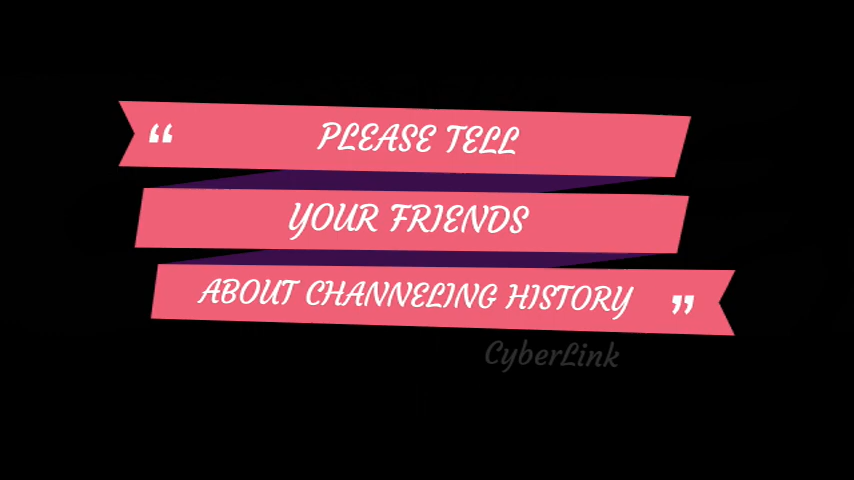 “ PLEASE TELL
YOUR FRIENDS
ABOUT CHANNELING HISTORY ”
CyberLink